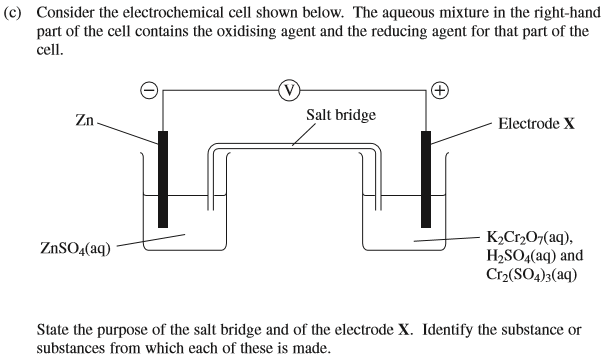 (c) Consider the electrochemical cell shown below. The aqueous mixture in the right-hand
part of the cell contains the oxidising agent and the reducing agent for that part of the
cell.
− V +
Zn
Salt bridge
Electrode X
ZnSO₄(aq)
K₂Cr₂O₇(aq),
H₂SO₄(aq) and
Cr₂(SO₄)₃(aq)
State the purpose of the salt bridge and of the electrode X. Identify the substance or
substances from which each of these is made.